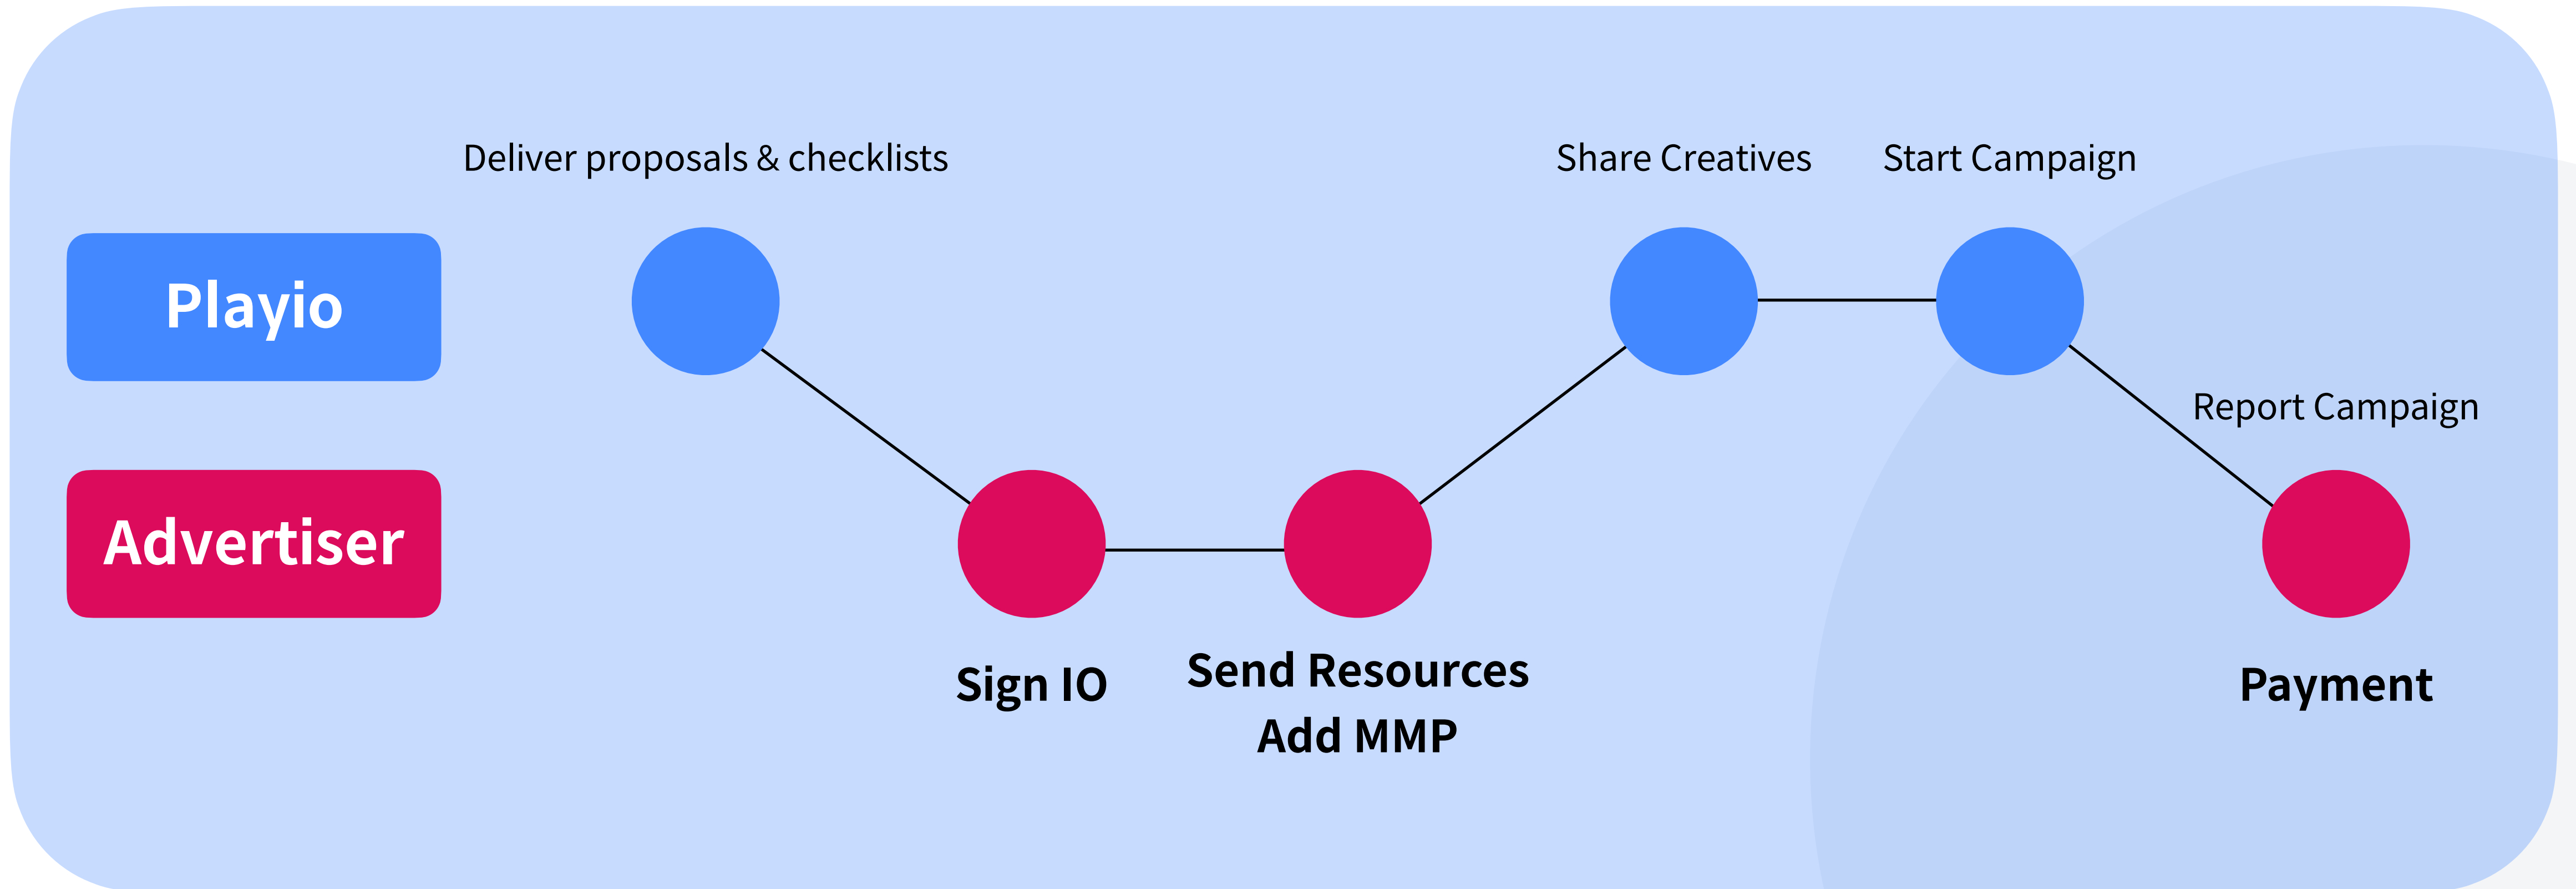 Deliver proposals & checklists
Share Creatives
Start Campaign
Playio
Report Campaign
Advertiser
Sign IO
Send Resources
Add MMP
Payment